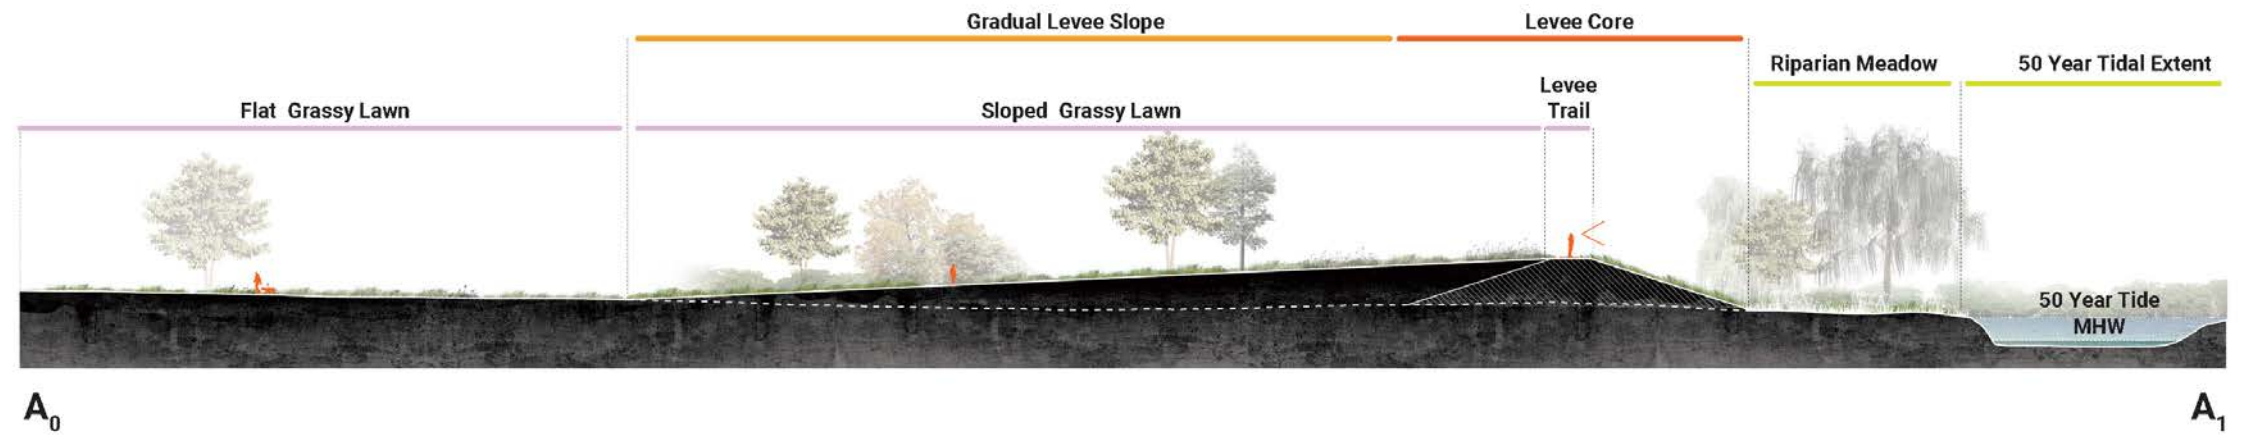 Gradual Levee Slope
Levee Core
Riparian Meadow
50 Year Tidal Extent
Flat Grassy Lawn
Sloped Grassy Lawn
Levee
Trail
50 Year Tide
MHW
A0
A1